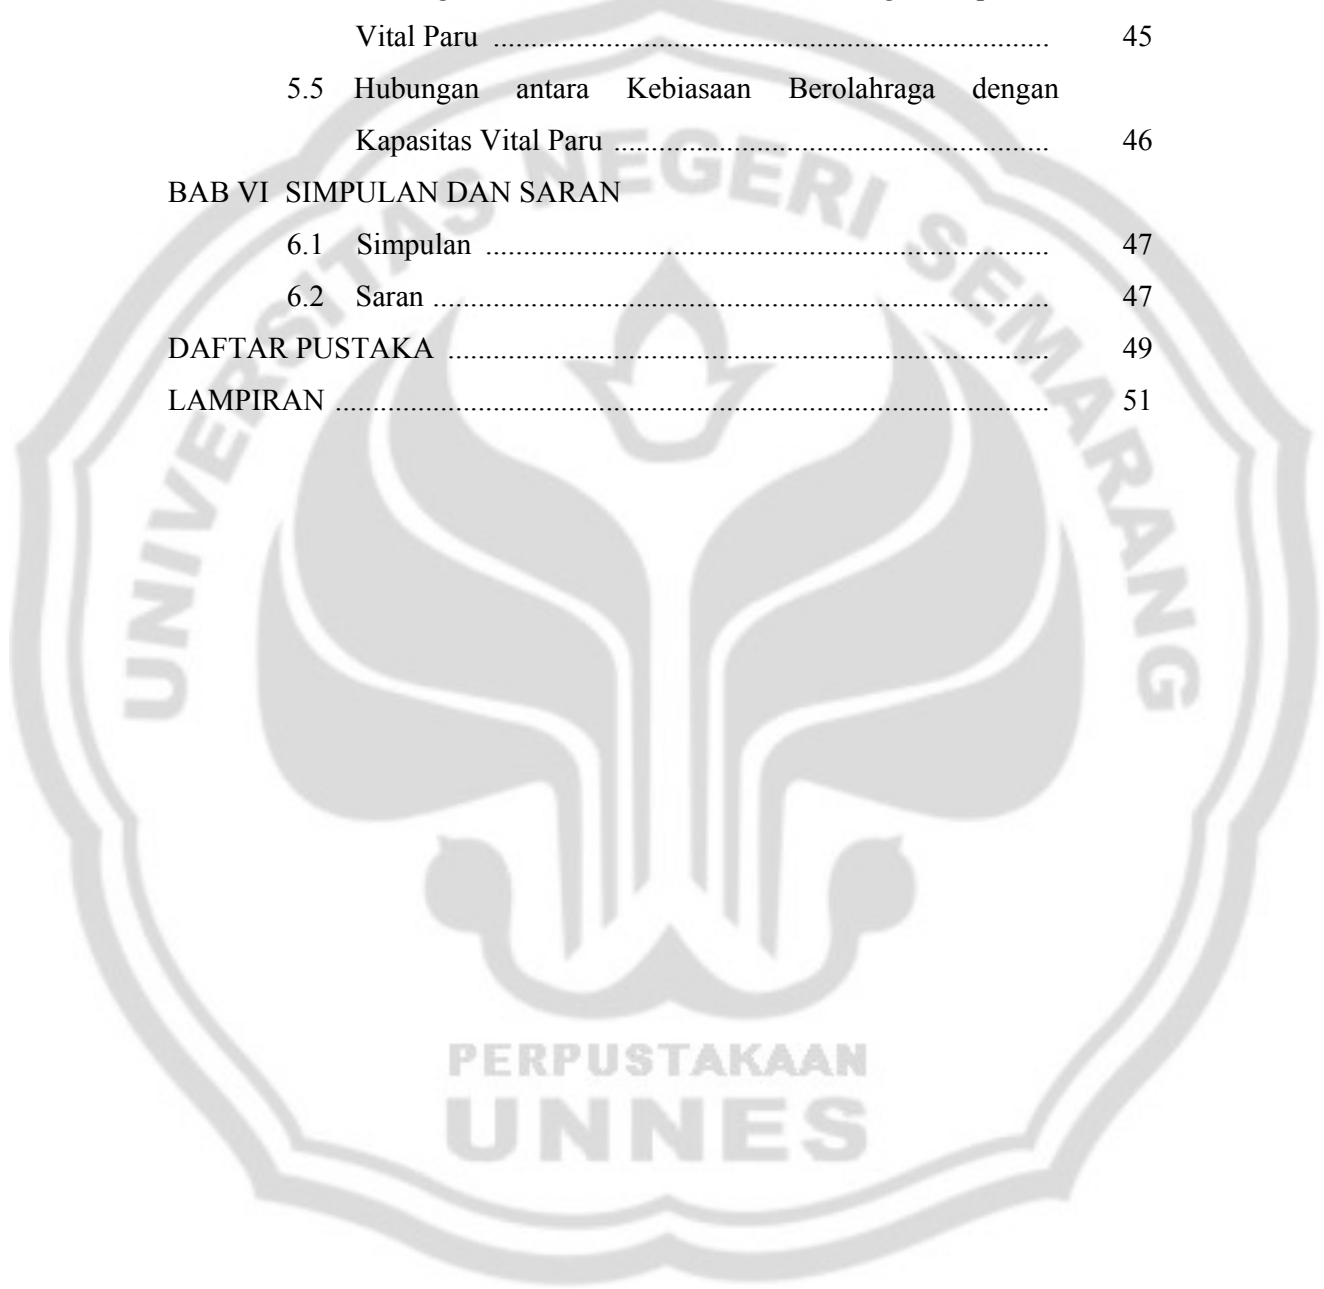 Vital Paru ........................................................................... 45
5.5 Hubungan antara Kebiasaan Berolahraga dengan
Kapasitas Vital Paru ........................................................... 46
BAB VI SIMPULAN DAN SARAN
6.1 Simpulan ............................................................................ 47
6.2 Saran ................................................................................... 47
DAFTAR PUSTAKA ................................................................................. 49
LAMPIRAN ................................................................................................ 51
UNIVERSITAS NEGERI SEMARANG
PERPUSTAKAAN
UNNES